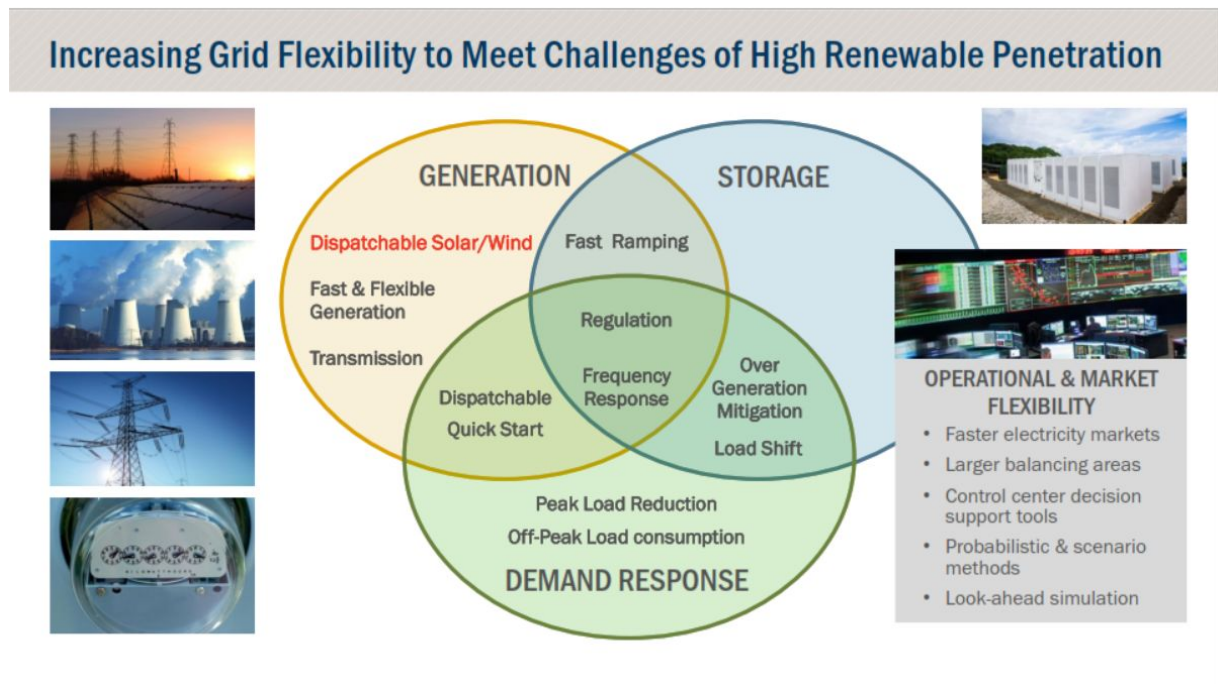 Increasing Grid Flexibility to Meet Challenges of High Renewable Penetration
GENERATION
STORAGE
Dispatchable Solar/Wind
Fast Ramping
Fast & Flexible
Generation
Transmission
Regulation
Frequency
Response
Dispatchable
Quick Start
Over
Generation
Mitigation
Load Shift
Peak Load Reduction
Off-Peak Load consumption
DEMAND RESPONSE
OPERATIONAL & MARKET
FLEXIBILITY
• Faster electricity markets
• Larger balancing areas
• Control center decision
support tools
• Probabilistic & scenario
methods
• Look-ahead simulation